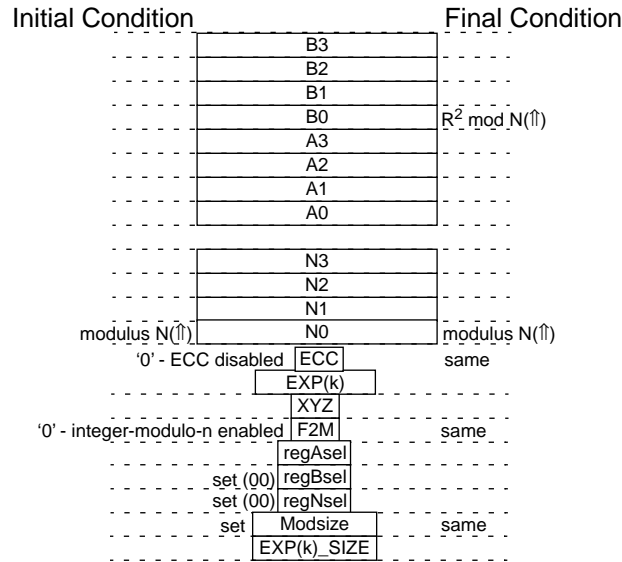 Initial Condition Final Condition
B3
B2
B1
B0 R2 mod N(⇑)
A3
A2
A1
A0
N3
N2
N1
modulus N(⇑) N0 modulus N(⇑)
‘0’ - ECC disabled ECC same
EXP(k)
XYZ
‘0’ - integer-modulo-n enabled F2M same
regAsel
set (00) regBsel
set (00) regNsel
set Modsize same
EXP(k)_SIZE